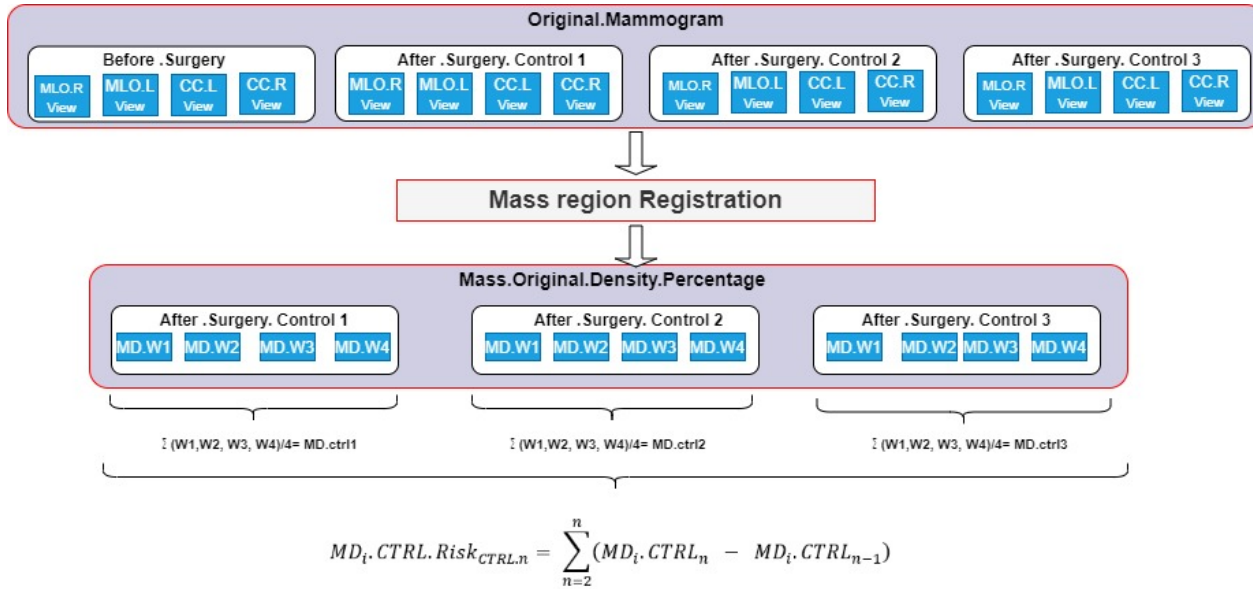 Original.Mammogram
Before .Surgery
MLO.R View
MLO.L View
CC.L View
CC.R View
After .Surgery. Control 1
MLO.R View
MLO.L View
CC.L View
CC.R View
After .Surgery. Control 2
MLO.R View
MLO.L View
CC.L View
CC.R View
After .Surgery. Control 3
MLO.R View
MLO.L View
CC.L View
CC.R View
Mass region Registration
Mass.Original.Density.Percentage
After .Surgery. Control 1
MD.W1 MD.W2 MD.W3 MD.W4
After .Surgery. Control 2
MD.W1 MD.W2 MD.W3 MD.W4
After .Surgery. Control 3
MD.W1 MD.W2 MD.W3 MD.W4
Σ (W1,W2, W3, W4)/4= MD.ctrl1
Σ (W1,W2, W3, W4)/4= MD.ctrl2
Σ (W1,W2, W3, W4)/4= MD.ctrl3
n
MDᵢ.CTRL.Risk_CTRL.n = ∑(MDᵢ.CTRLₙ − MDᵢ.CTRLₙ₋₁)
n=2